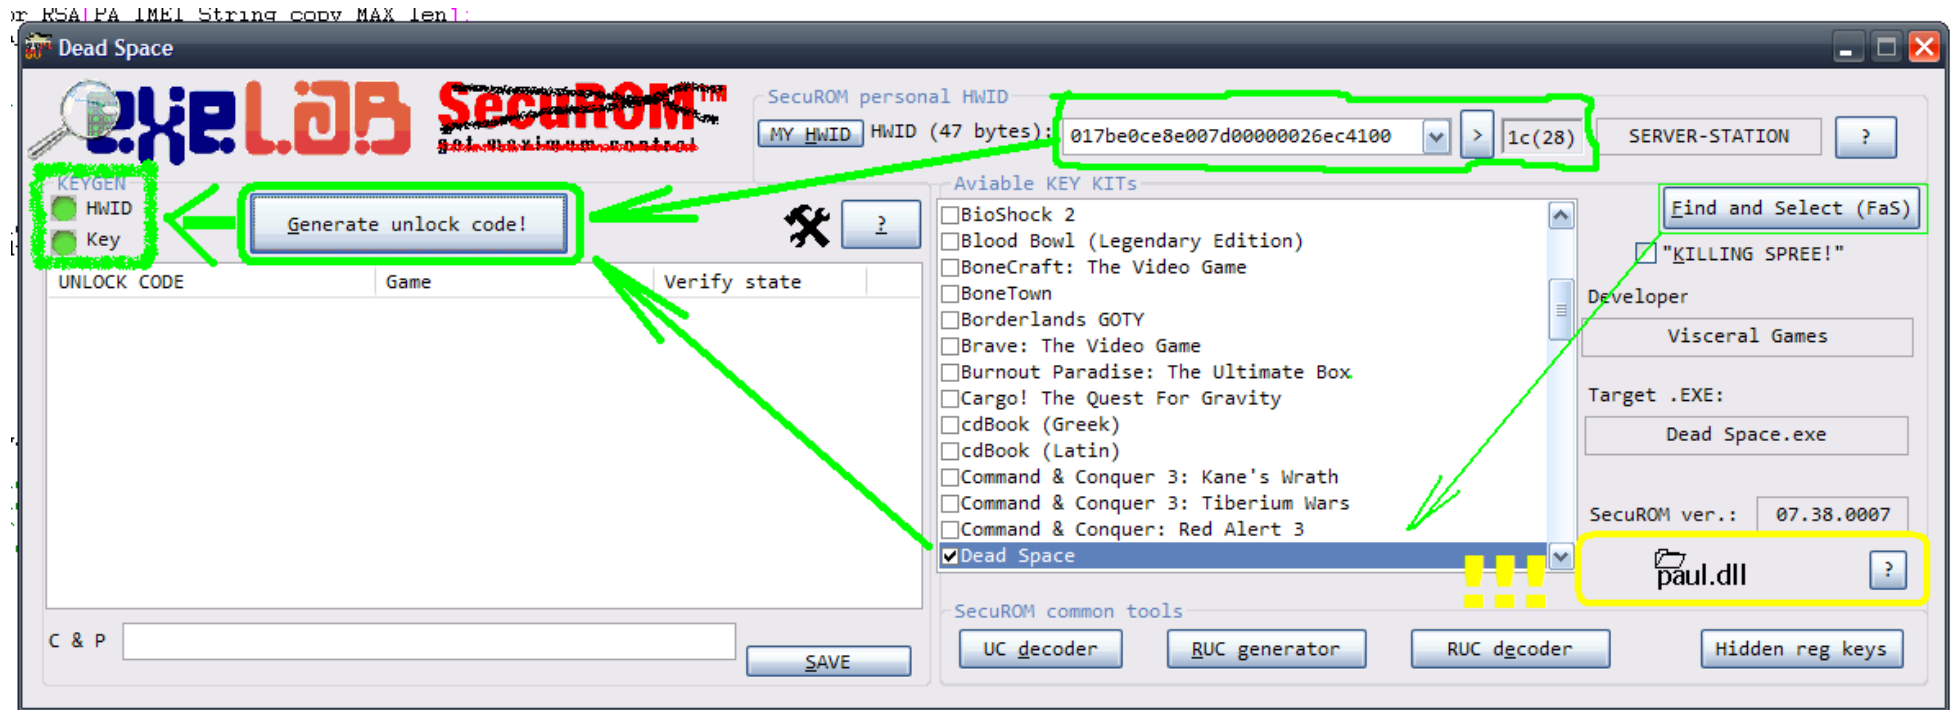 or RSA[PA_IMEI_String_copy_MAX_len];
Dead Space
exeLAB
SecuROM™
SecuROM personal HWID
MY HWID
HWID (47 bytes):
017be0ce8e007d00000026ec4100
>
1c(28)
SERVER-STATION
?
KEYGEN
HWID
Key
Generate unlock code!
?
UNLOCK CODE
Game
Verify state
C & P
SAVE
Aviable KEY KITs
BioShock 2
Blood Bowl (Legendary Edition)
BoneCraft: The Video Game
BoneTown
Borderlands GOTY
Brave: The Video Game
Burnout Paradise: The Ultimate Box
Cargo! The Quest For Gravity
cdBook (Greek)
cdBook (Latin)
Command & Conquer 3: Kane's Wrath
Command & Conquer 3: Tiberium Wars
Command & Conquer: Red Alert 3
Dead Space
!!!
Find and Select (FaS)
"KILLING SPREE!"
Developer
Visceral Games
Target .EXE:
Dead Space.exe
SecuROM ver.:
07.38.0007
paul.dll
?
SecuROM common tools
UC decoder
RUC generator
RUC decoder
Hidden reg keys